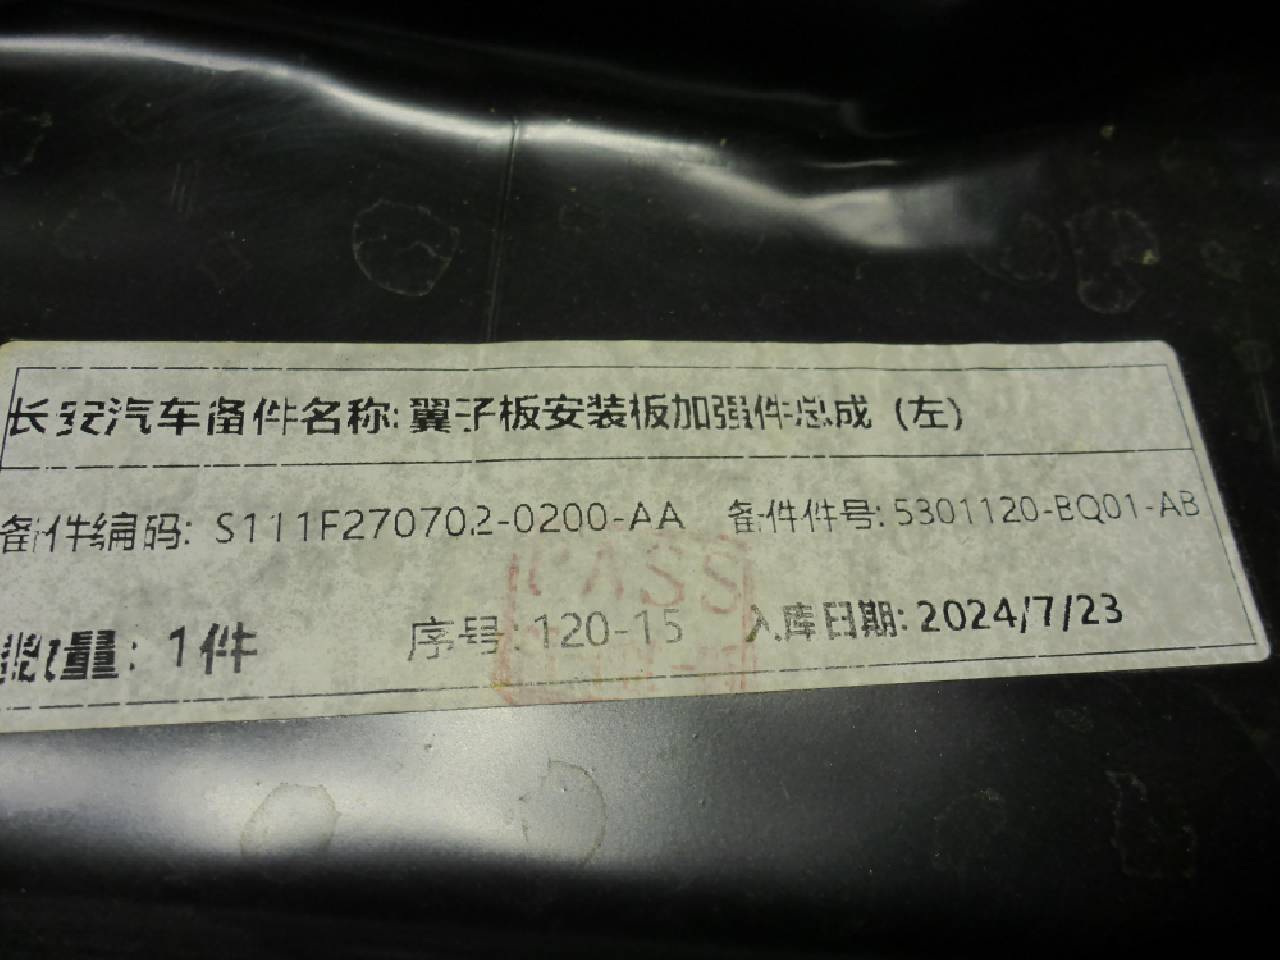 长安汽车备件名称:翼子板安装板加强件总成 (左)
备件编码: S111F270702-0200-AA 备件件号: 5301120-BQ01-AB
数量: 1件 序号: 120-15 入库日期: 2024/7/23